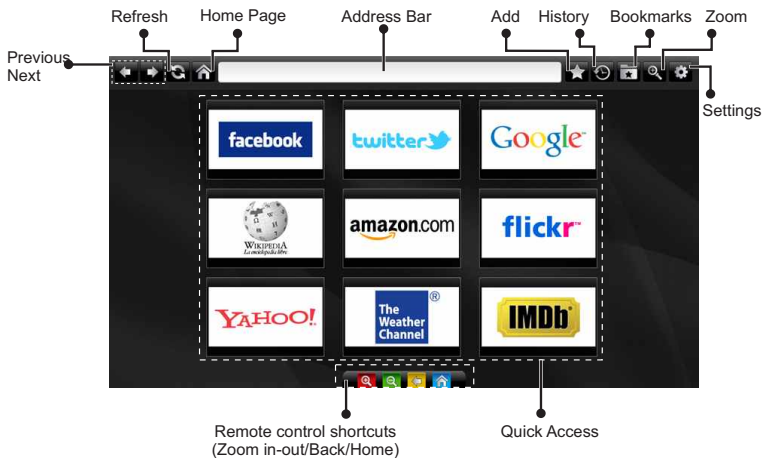 Refresh
Home Page
Address Bar
Add
History
Bookmarks
Zoom
Previous
Next
Settings
facebook
twitter
Google
WIKIPEDIA
La enciclopedia libre
amazon.com
flickr
YAHOO!
The
Weather
Channel
IMDb
Remote control shortcuts
(Zoom in-out/Back/Home)
Quick Access